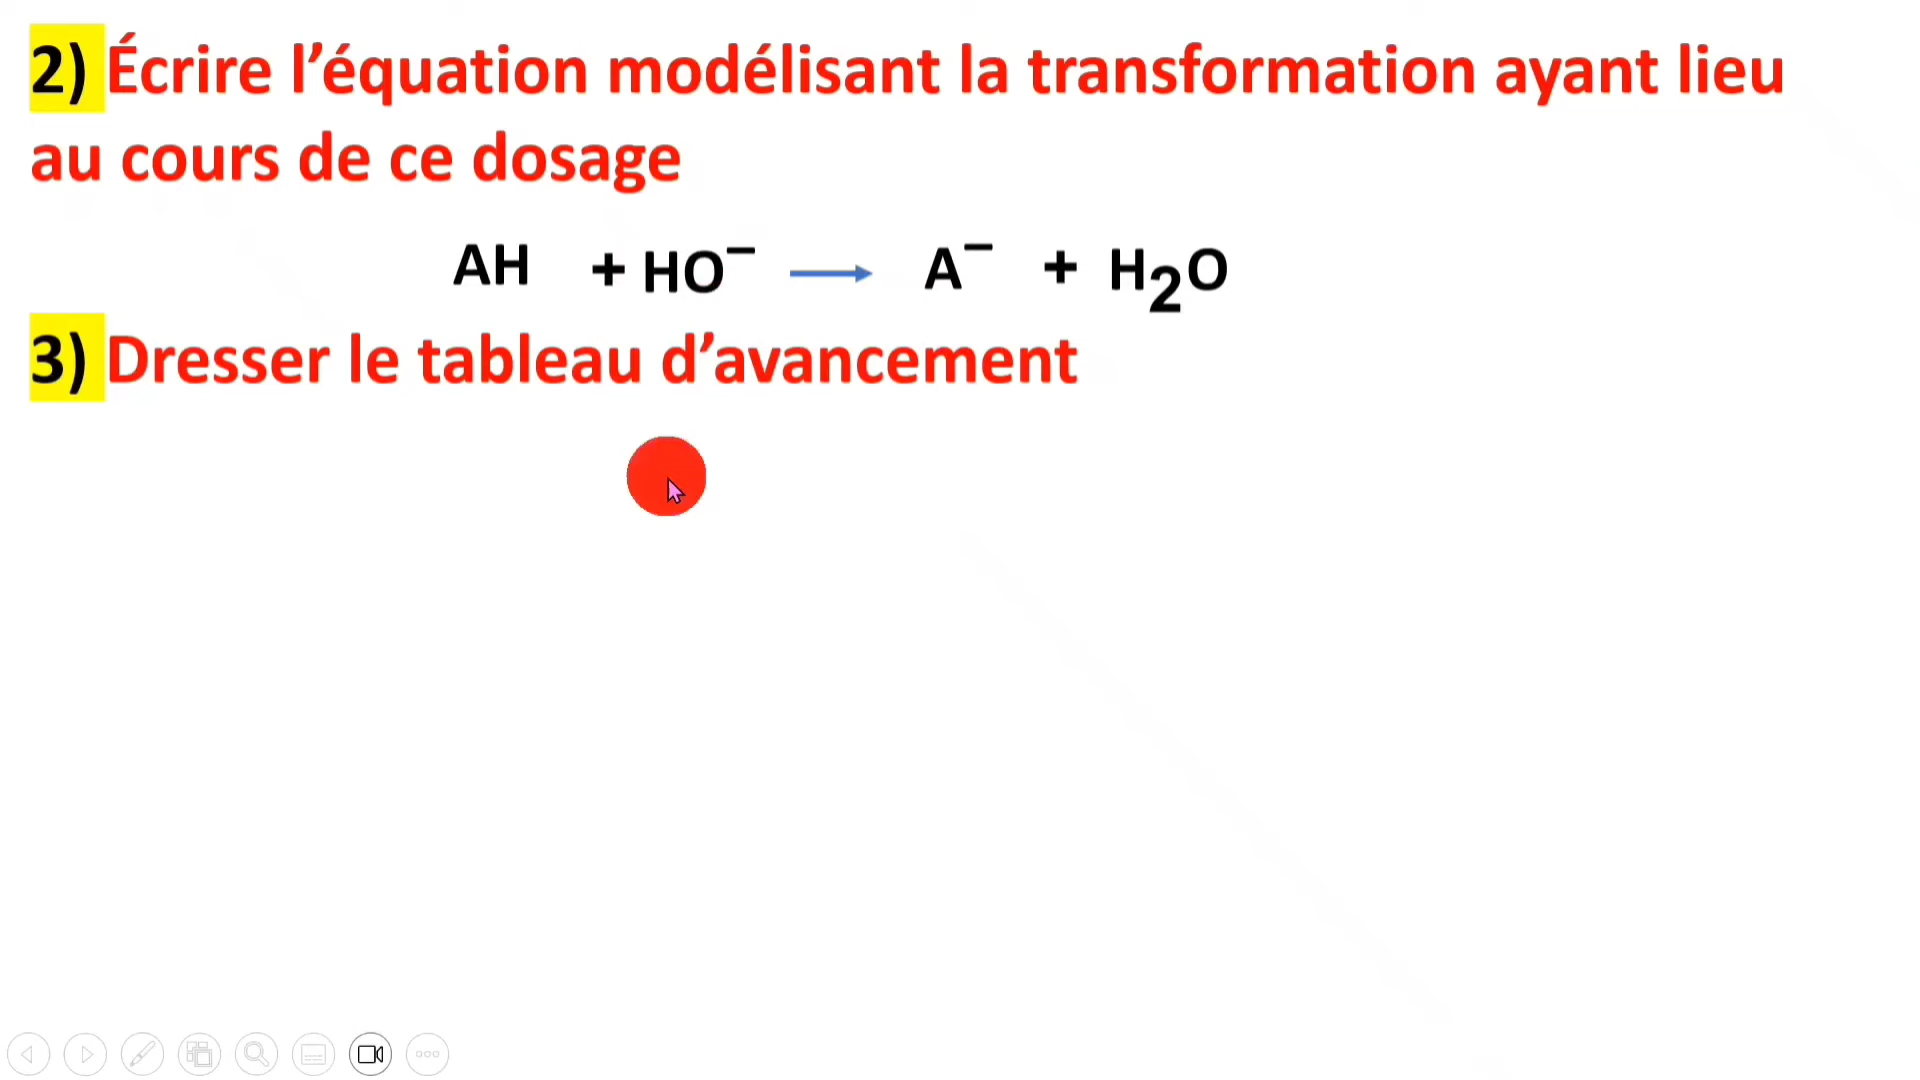 2) Écrire l’équation modélisant la transformation ayant lieu
au cours de ce dosage
AH + HO⁻ → A⁻ + H₂O
3) Dresser le tableau d’avancement